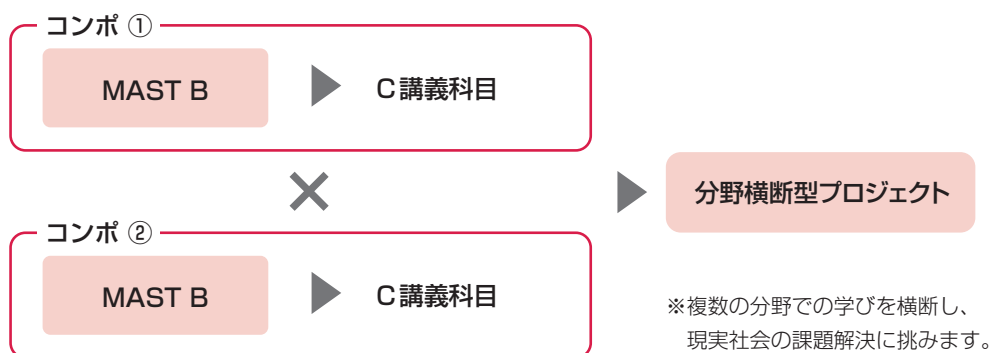 コンポ ①
MAST B
C講義科目
×
分野横断型プロジェクト
コンポ ②
MAST B
C講義科目
※複数の分野での学びを横断し、
現実社会の課題解決に挑みます。